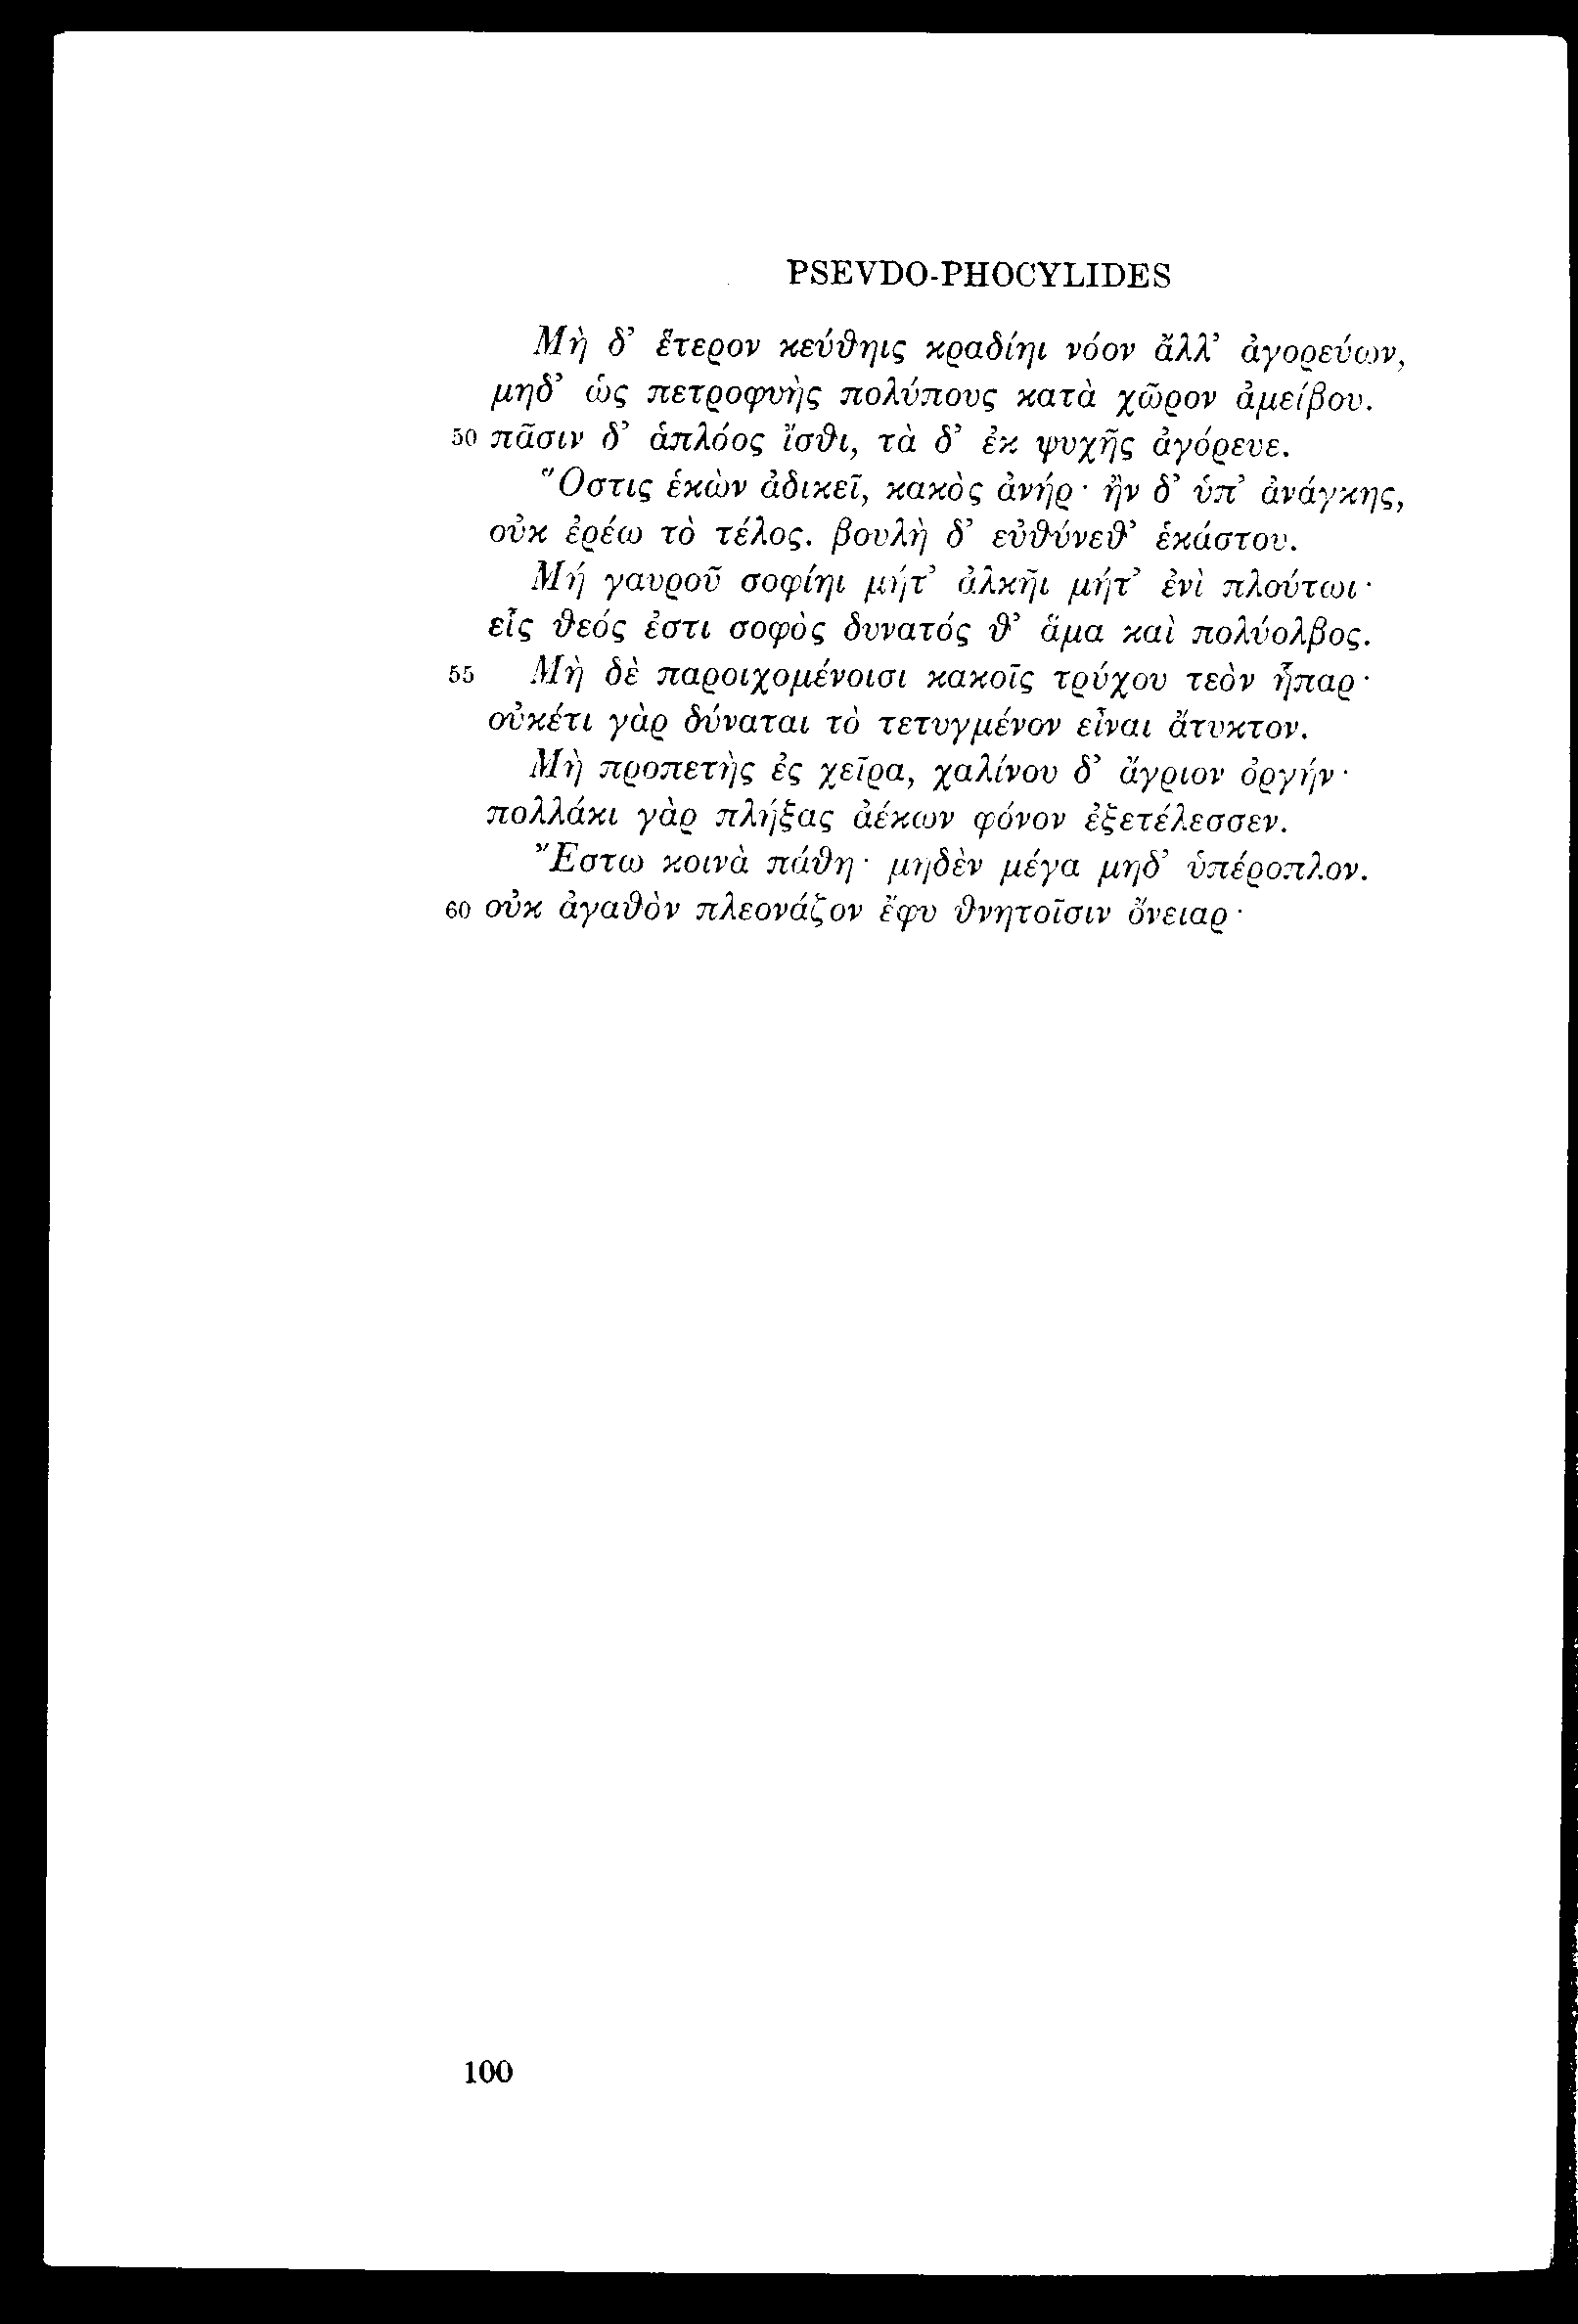 PSEVDO-PHOCYLIDES
Μὴ δ’ ἕτερον κεύθηις κραδίηι νόον ἄλλ’ ἀγορεύων,
μηδ’ ὡς πετροφυὴς πολύπους κατὰ χῶρον ἀμείβου.
50 πᾶσιν δ’ ἁπλόος ἴσθι, τὰ δ’ ἐκ ψυχῆς ἀγόρευε.
Ὅστις ἑκὼν ἀδικεῖ, κακὸς ἀνήρ· ἢν δ’ ὑπ’ ἀνάγκης,
οὐκ ἐρέω τὸ τέλος. βουλὴ δ’ εὐθύνεθ’ ἑκάστου.
Μή γαυροῦ σοφίηι μήτ’ ἀλκῆι μήτ’ ἐνὶ πλούτωι·
εἷς θεός ἐστι σοφὸς δυνατός θ’ ἅμα καὶ πολύολβος.
55 Μὴ δὲ παροιχομένοισι κακοῖς τρύχου τεὸν ἧπαρ·
οὐκέτι γὰρ δύναται τὸ τετυγμένον εἶναι ἄτυκτον.
Μὴ προπετὴς ἐς χεῖρα, χαλίνου δ’ ἄγριον ὀργήν·
πολλάκι γὰρ πλήξας ἀέκων φόνον ἐξετέλεσσεν.
Ἔστω κοινὰ πάθη· μηδὲν μέγα μηδ’ ὑπέροπλον.
60 οὐκ ἀγαθὸν πλεονάζον ἔφυ θνητοῖσιν ὄνειαρ·
100